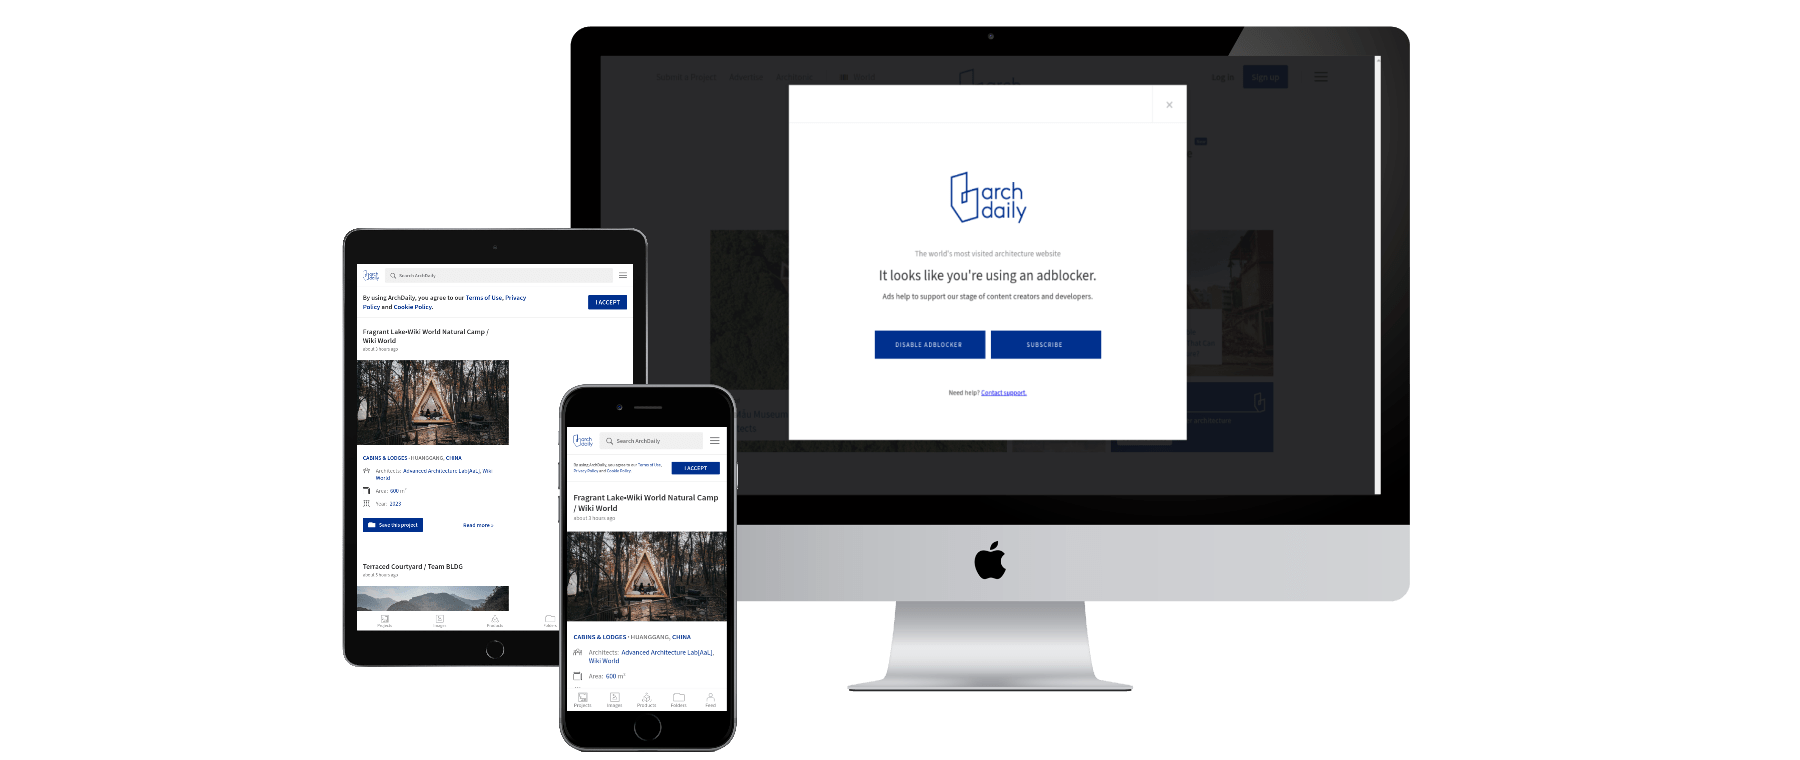 Submit a Project Advertise Architonic World
arch
Log in Sign up
arch
daily
The world's most visited architecture website
It looks like you're using an adblocker.
Ads help to support our stage of content creators and developers.
DISABLE ADBLOCKER SUBSCRIBE
Need help? Contact support.
arch
daily
Search ArchDaily
By using ArchDaily, you agree to our Terms of Use, Privacy
Policy and Cookie Policy.
I ACCEPT
Fragrant Lake•Wiki World Natural Camp /
Wiki World
about 3 hours ago
CABINS & LODGES · HUANGGANG, CHINA
Architects: Advanced Architecture Lab[AaL], Wiki
World
Area: 600 m²
Year: 2023
Save this project
Read more »
Terraced Courtyard / Team BLDG
about 5 hours ago
Projects Images Products Folders
arch
daily
Search ArchDaily
By using ArchDaily, you agree to our Terms of Use,
Privacy Policy and Cookie Policy.
I ACCEPT
Fragrant Lake•Wiki World Natural Camp
/ Wiki World
about 3 hours ago
CABINS & LODGES · HUANGGANG, CHINA
Architects: Advanced Architecture Lab[AaL],
Wiki World
Area: 600 m²
Projects Images Products Folders Feed